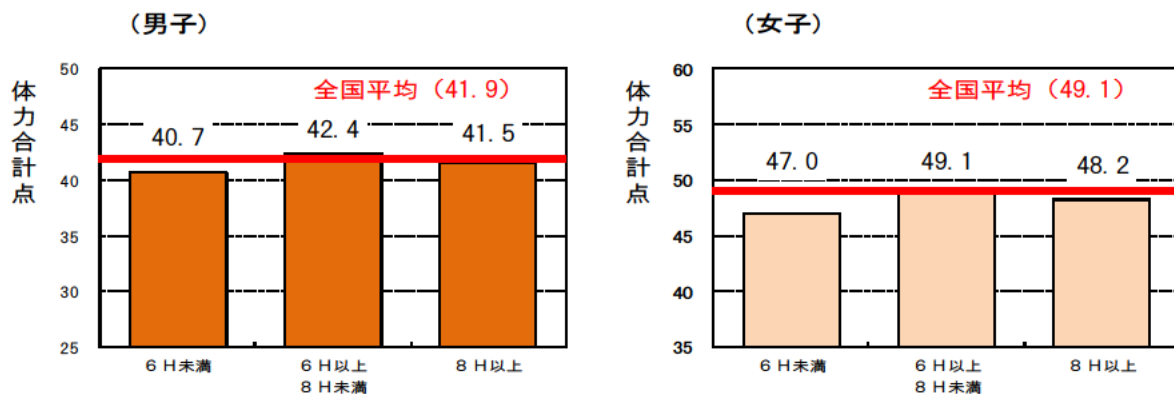 （男子）
体力合計点
全国平均（41.9）
50
45
40
35
30
25
40.7
42.4
41.5
6H未満
6H以上
8H未満
8H以上
（女子）
体力合計点
全国平均（49.1）
60
55
50
45
40
35
47.0
49.1
48.2
6H未満
6H以上
8H未満
8H以上